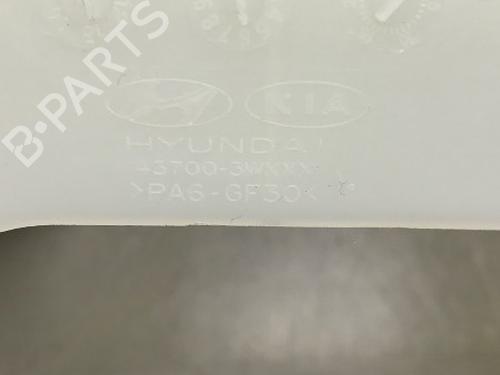 B-PARTS
KIA
HYUNDAI
43700-3WXXX
>PA6-GF30<